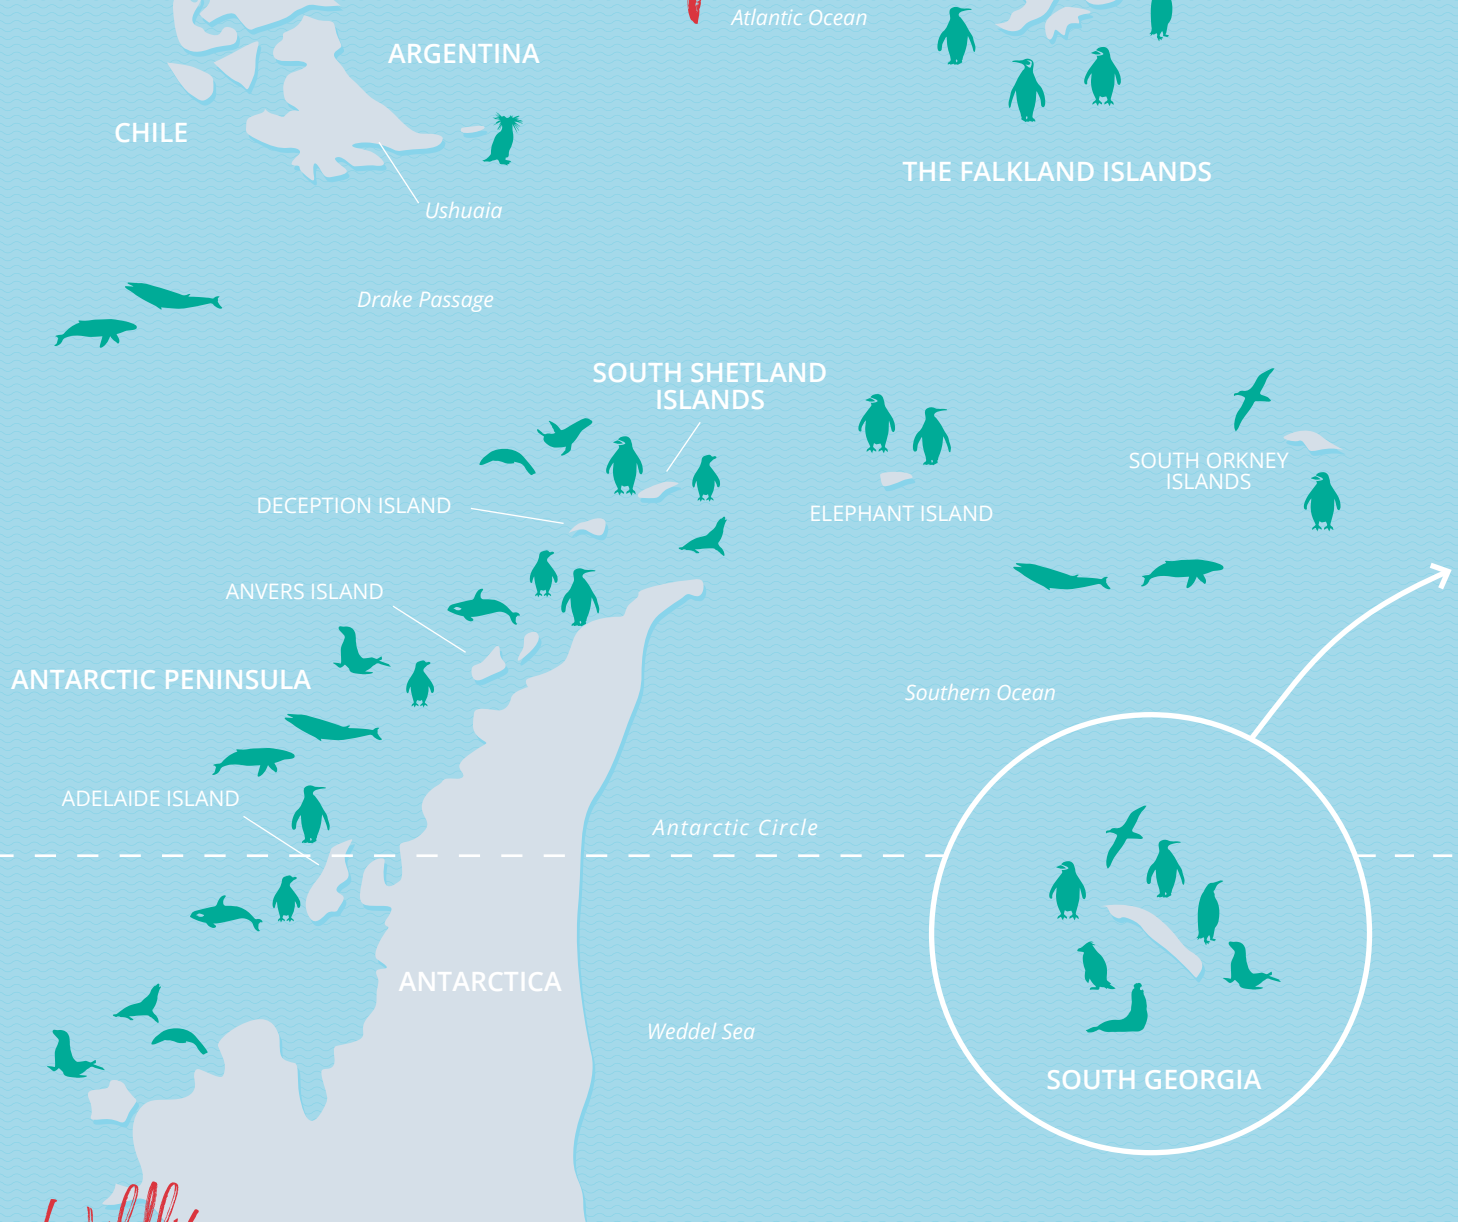 Atlantic Ocean
ARGENTINA
CHILE
THE FALKLAND ISLANDS
Ushuaia
Drake Passage
SOUTH SHETLAND
ISLANDS
SOUTH ORKNEY
ISLANDS
DECEPTION ISLAND
ELEPHANT ISLAND
ANVERS ISLAND
ANTARCTIC PENINSULA
Southern Ocean
ADELAIDE ISLAND
Antarctic Circle
ANTARCTICA
Weddel Sea
SOUTH GEORGIA